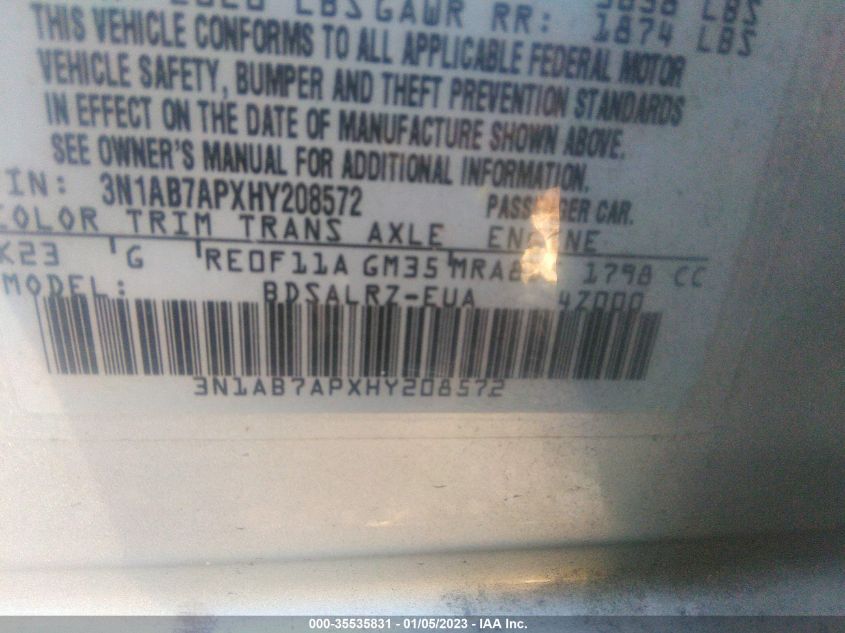 LBS GAWR RR: LBS
1874 LBS
THIS VEHICLE CONFORMS TO ALL APPLICABLE FEDERAL MOTOR
VEHICLE SAFETY, BUMPER AND THEFT PREVENTION STANDARDS
IN EFFECT ON THE DATE OF MANUFACTURE SHOWN ABOVE.
SEE OWNER'S MANUAL FOR ADDITIONAL INFORMATION.
IN: 3N1AB7APXHY208572 PASSENGER CAR.
COLOR TRIM TRANS AXLE ENGINE
K23 G RE0F11A GM35 MRA8 1798 CC
MODEL: BDSALRZ-EUA 4Z000
3N1AB7APXHY208572
000-35535831 - 01/05/2023 - IAA Inc.